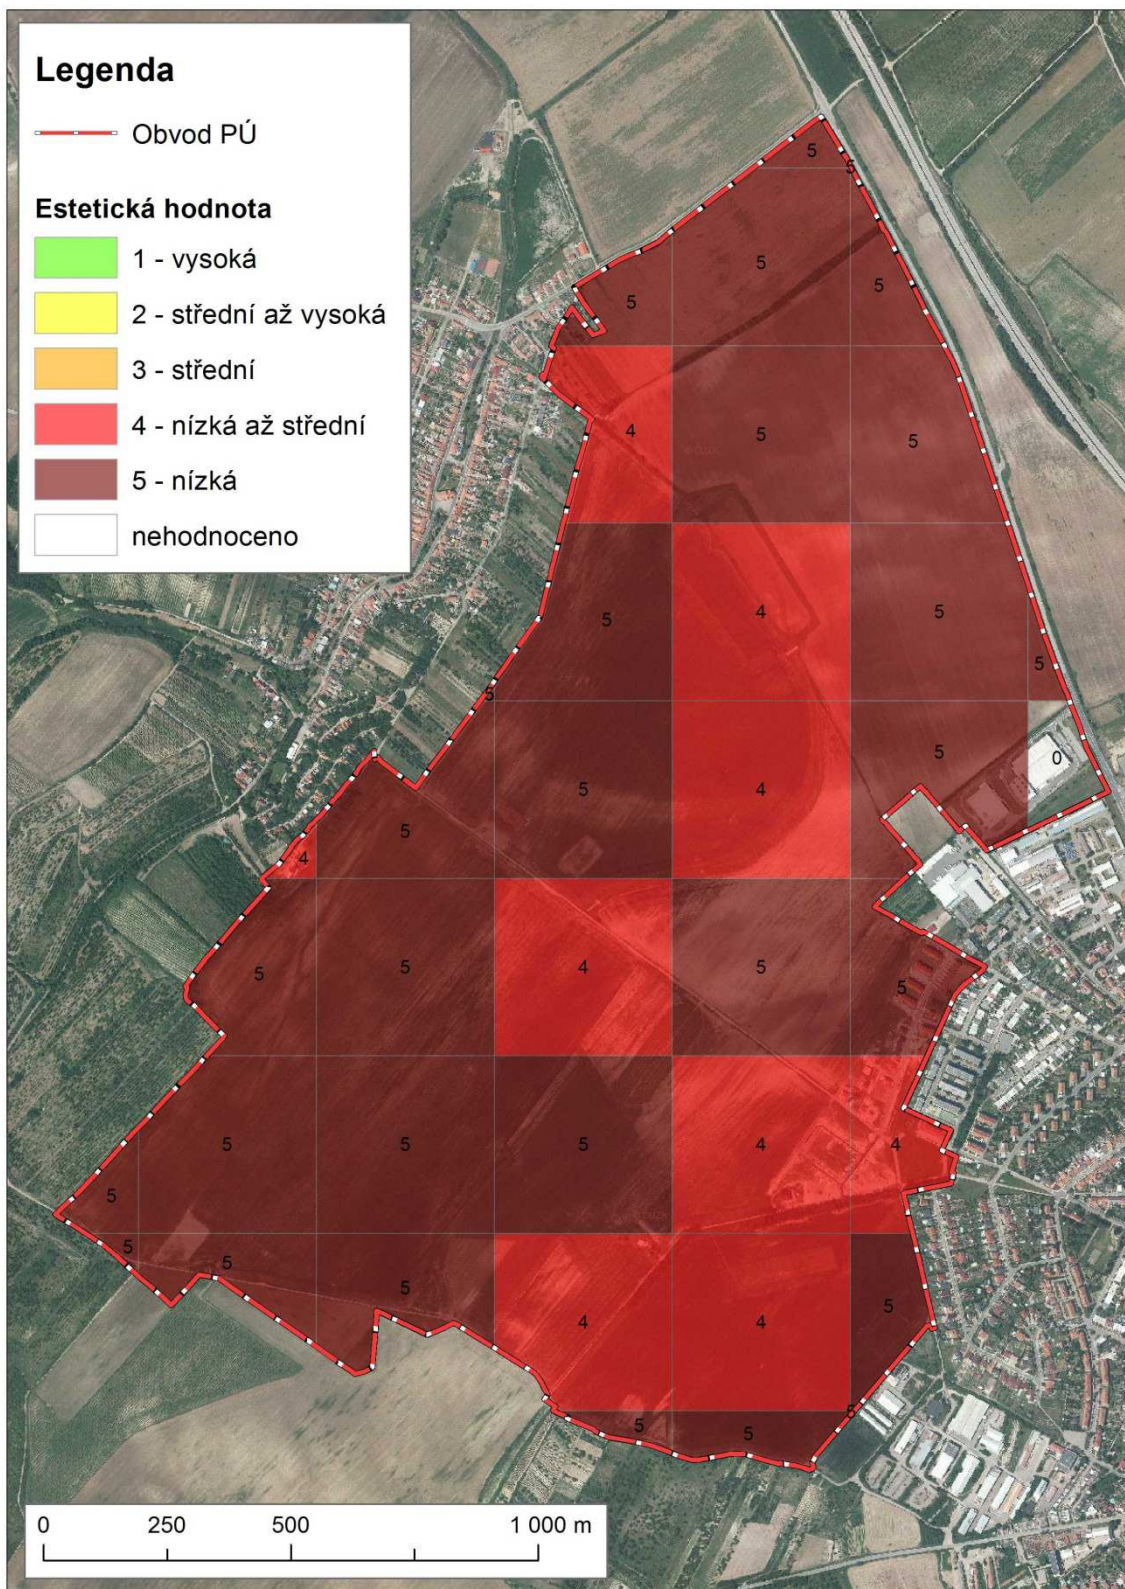 Legenda
Obvod PÚ
Estetická hodnota
1 - vysoká
2 - střední až vysoká
3 - střední
4 - nízká až střední
5 - nízká
nehodnoceno
5 5
5 5 5
4 5 5
5 4 5 5
5
5 4 5 0
5 4
5 5 4 5 5
5 5 5 4 4
5
5 5 5 4 4 5
5 5 5
0 250 500 1 000 m